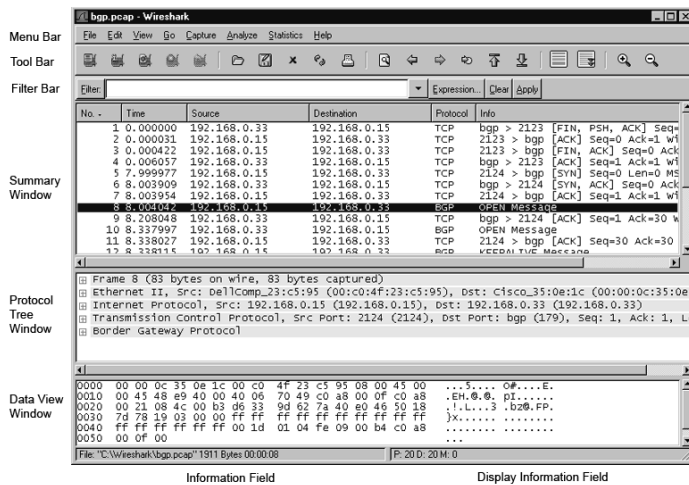 bgp.pcap - Wireshark
Menu Bar
File Edit View Go Capture Analyze Statistics Help
Tool Bar
Filter Bar
Filter: Expression... Clear Apply
No. - Time Source Destination Protocol Info
1 0.000000 192.168.0.33 192.168.0.15 TCP bgp > 2123 [FIN, PSH, ACK] Seq=
2 0.000031 192.168.0.15 192.168.0.33 TCP 2123 > bgp [ACK] Seq=0 Ack=1 Wi
3 0.000422 192.168.0.15 192.168.0.33 TCP 2123 > bgp [FIN, ACK] Seq=0 Ack
4 0.006057 192.168.0.33 192.168.0.15 TCP bgp > 2123 [ACK] Seq=1 Ack=1 Wi
5 7.999977 192.168.0.15 192.168.0.33 TCP 2124 > bgp [SYN] Seq=0 Len=0 MS
6 8.003909 192.168.0.33 192.168.0.15 TCP bgp > 2124 [SYN, ACK] Seq=0 Ack
7 8.003954 192.168.0.15 192.168.0.33 TCP 2124 > bgp [ACK] Seq=1 Ack=1 Wi
8 8.004042 192.168.0.15 192.168.0.33 BGP OPEN Message
9 8.208048 192.168.0.33 192.168.0.15 TCP bgp > 2124 [ACK] Seq=1 Ack=30 W
10 8.337997 192.168.0.33 192.168.0.15 BGP OPEN Message
11 8.338027 192.168.0.15 192.168.0.33 TCP 2124 > bgp [ACK] Seq=30 Ack=30
12 8.338115 192.168.0.15 192.168.0.33 BGP KEEPALIVE Message
Summary
Window
Protocol
Tree
Window
Frame 8 (83 bytes on wire, 83 bytes captured)
Ethernet II, Src: DellComp_23:c5:95 (00:c0:4f:23:c5:95), Dst: Cisco_35:0e:1c (00:00:0c:35:0e
Internet Protocol, Src: 192.168.0.15 (192.168.0.15), Dst: 192.168.0.33 (192.168.0.33)
Transmission Control Protocol, Src Port: 2124 (2124), Dst Port: bgp (179), Seq: 1, Ack: 1, L
Border Gateway Protocol
Data View
Window
0000 00 00 0c 35 0e 1c 00 c0 4f 23 c5 95 08 00 45 00 ...5.... O#....E.
0010 00 45 48 e9 40 00 40 06 70 49 c0 a8 00 0f c0 a8 .EH.@.@. pI......
0020 00 21 08 4c 00 b3 d6 33 9d 62 7a 40 e0 46 50 18 .!.L...3 .bz@.FP.
0030 7d 78 19 03 00 00 ff ff ff ff ff ff ff ff ff ff }x...... ........
0040 ff ff ff ff ff ff 00 1d 01 04 fe 09 00 b4 c0 a8 ........ ........
0050 00 0f 00 ...
File: "C:\Wireshark\bgp.pcap" 1911 Bytes 00:00:08 P: 20 D: 20 M: 0
Information Field Display Information Field